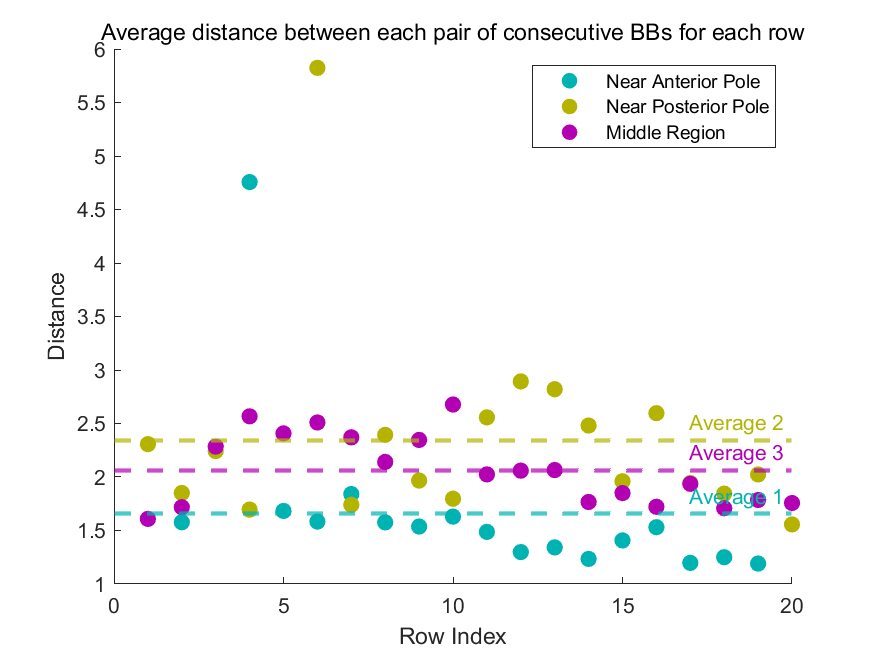 Average distance between each pair of consecutive BBs for each row
6
5.5
5
4.5
4
3.5
3
2.5
2
1.5
1
Distance
Near Anterior Pole
Near Posterior Pole
Middle Region
Average 2
Average 3
Average 1
0
5
10
15
20
Row Index